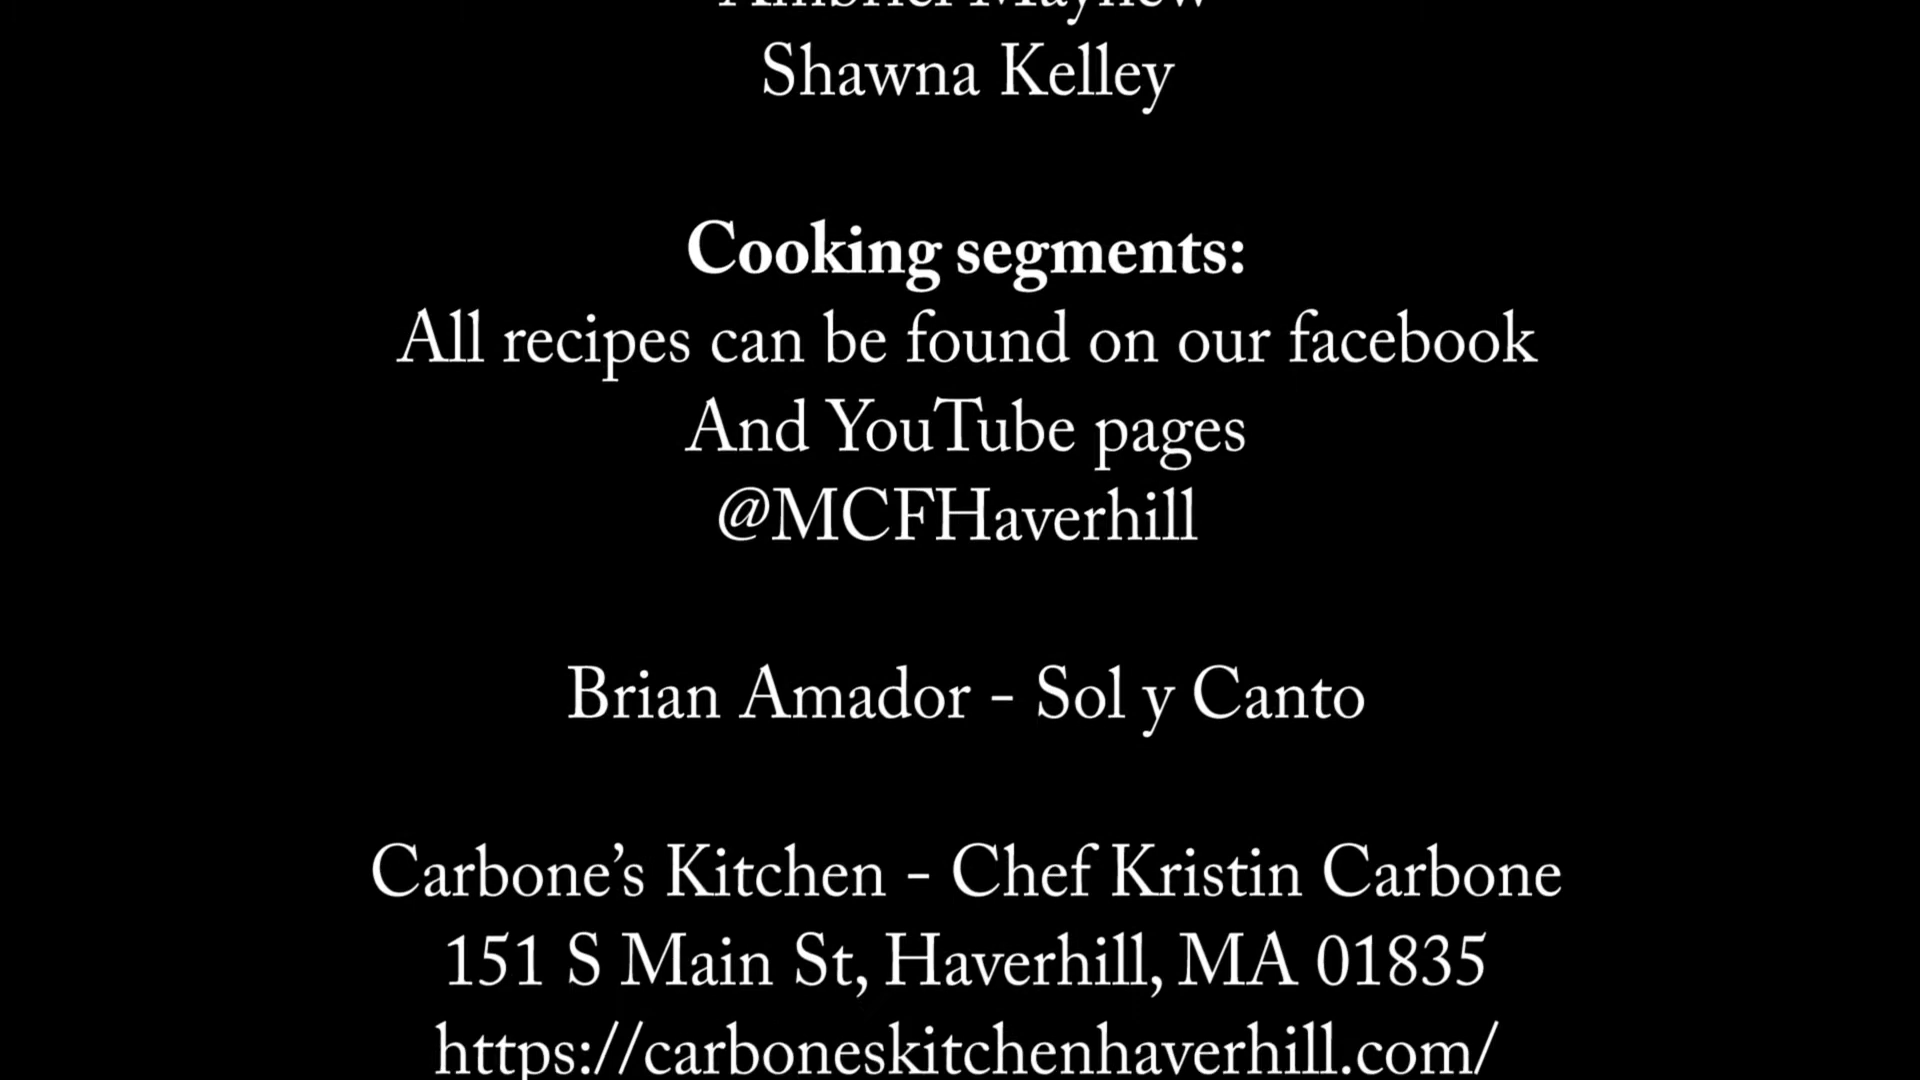 Shawna Kelley
Cooking segments:
All recipes can be found on our facebook
And YouTube pages
@MCFHaverhill
Brian Amador - Sol y Canto
Carbone’s Kitchen - Chef Kristin Carbone
151 S Main St, Haverhill, MA 01835
https://carboneskitchenhaverhill.com/